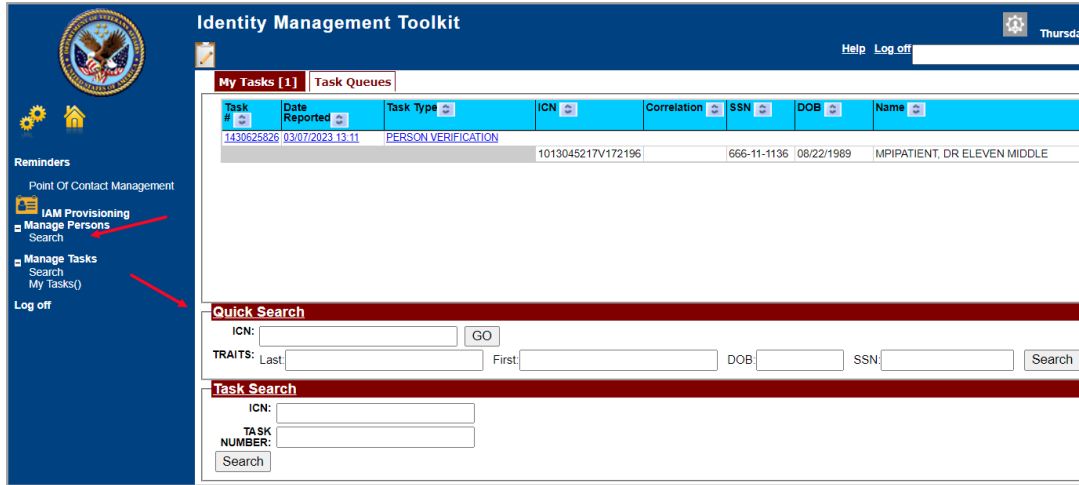 Identity Management Toolkit
Thursda
Help Log off
My Tasks [1] Task Queues
Task # Date Reported Task Type ICN Correlation SSN DOB Name
1430625826 03/07/2023 13:11 PERSON VERIFICATION
1013045217V172196 666-11-1136 08/22/1989 MPIPATIENT, DR ELEVEN MIDDLE
Reminders
Point Of Contact Management
IAM Provisioning
Manage Persons
Search
Manage Tasks
Search
My Tasks()
Log off
Quick Search
ICN: GO
TRAITS: Last: First: DOB: SSN: Search
Task Search
ICN:
TASK NUMBER:
Search